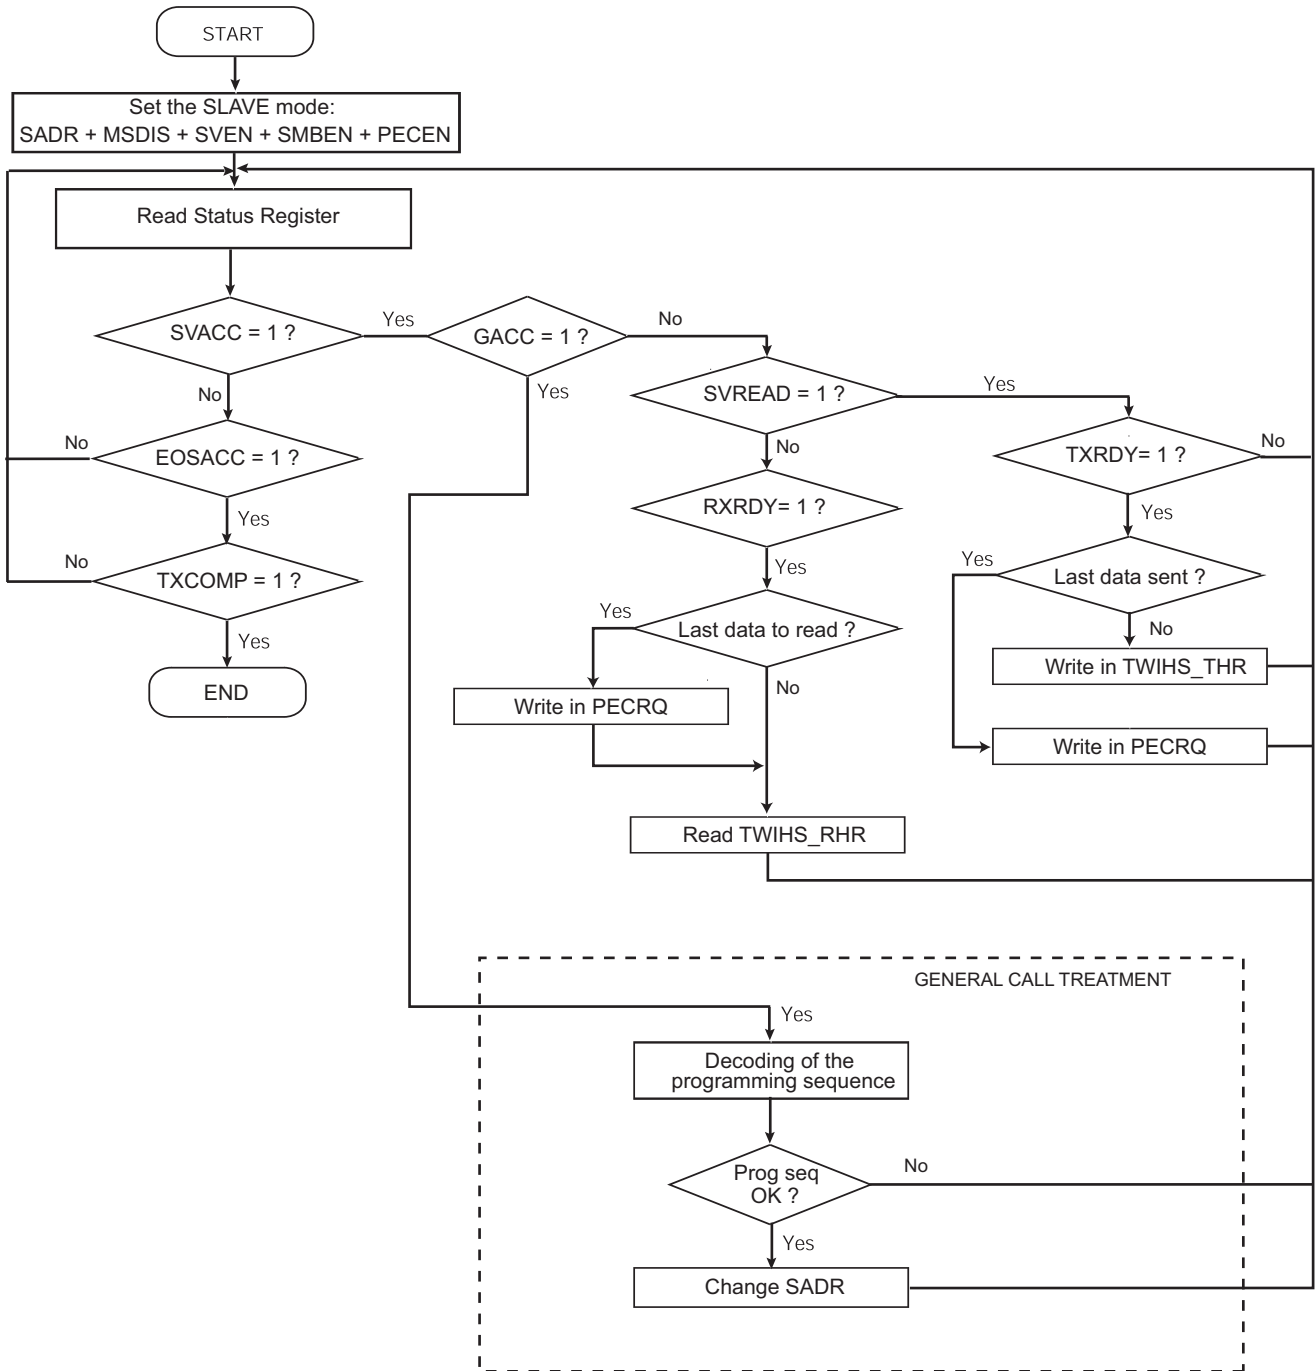 START
Set the SLAVE mode:
SADR + MSDIS + SVEN + SMBEN + PECEN
Read Status Register
SVACC = 1 ?
Yes
GACC = 1 ?
No
No
Yes
SVREAD = 1 ?
Yes
No
EOSACC = 1 ?
No
TXRDY= 1 ?
No
Yes
RXRDY= 1 ?
Yes
No
TXCOMP = 1 ?
Yes
Yes
Last data sent ?
Yes
Last data to read ?
No
Yes
END
No
Write in TWIHS_THR
Write in PECRQ
Write in PECRQ
Read TWIHS_RHR
GENERAL CALL TREATMENT
Yes
Decoding of the
programming sequence
Prog seq
OK ?
No
Yes
Change SADR